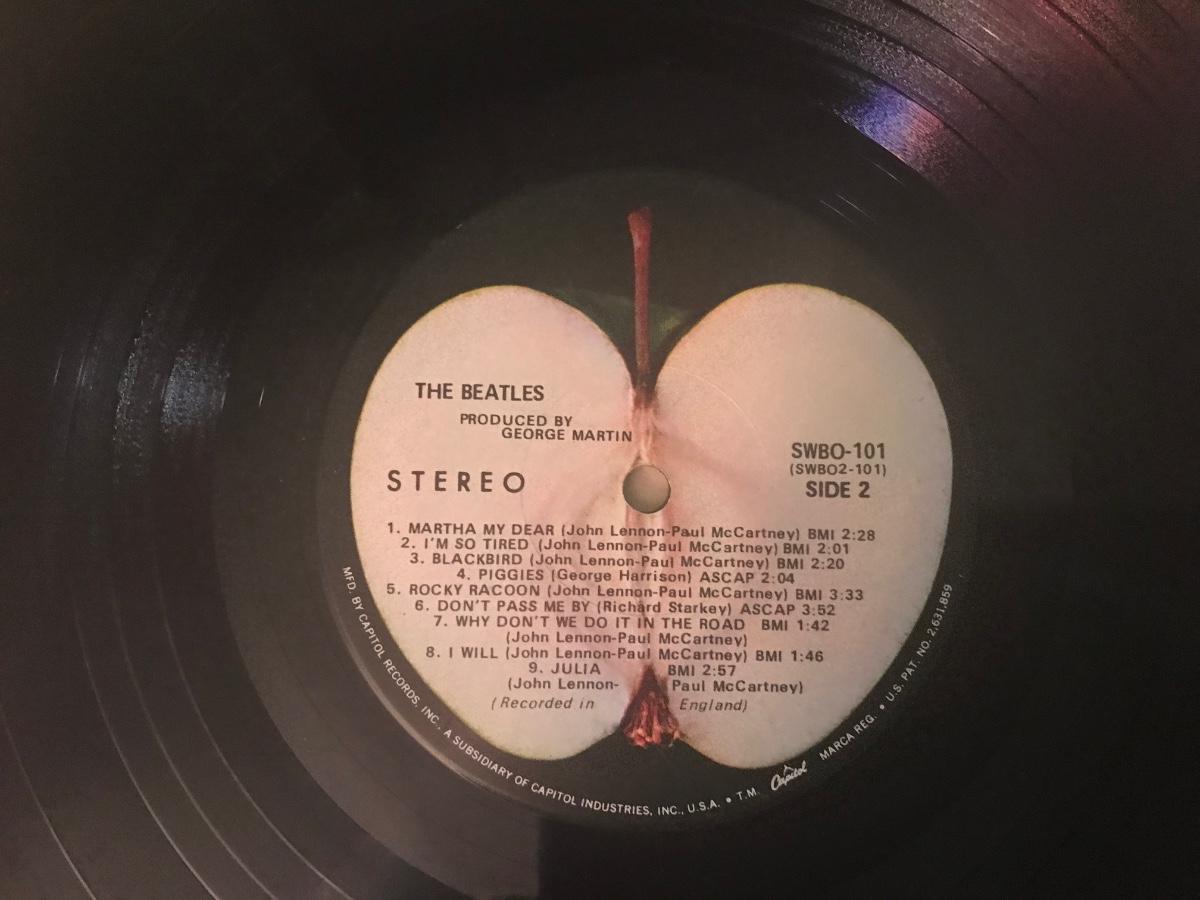 THE BEATLES
PRODUCED BY
GEORGE MARTIN
STEREO
SWBO-101
(SWBO2-101)
SIDE 2
1. MARTHA MY DEAR (John Lennon-Paul McCartney) BMI 2:28
2. I'M SO TIRED (John Lennon-Paul McCartney) BMI 2:01
3. BLACKBIRD (John Lennon-Paul McCartney) BMI 2:20
4. PIGGIES (George Harrison) ASCAP 2:04
5. ROCKY RACOON (John Lennon-Paul McCartney) BMI 3:33
6. DON'T PASS ME BY (Richard Starkey) ASCAP 3:52
7. WHY DON'T WE DO IT IN THE ROAD BMI 1:42
(John Lennon-Paul McCartney)
8. I WILL (John Lennon-Paul McCartney) BMI 1:46
9. JULIA BMI 2:57
(John Lennon- Paul McCartney)
(Recorded in England)
MFD. BY CAPITOL RECORDS, INC., A SUBSIDIARY OF CAPITOL INDUSTRIES, INC., U.S.A. • T.M. Capitol MARCA REG. • U.S. PAT. NO. 2,631,859